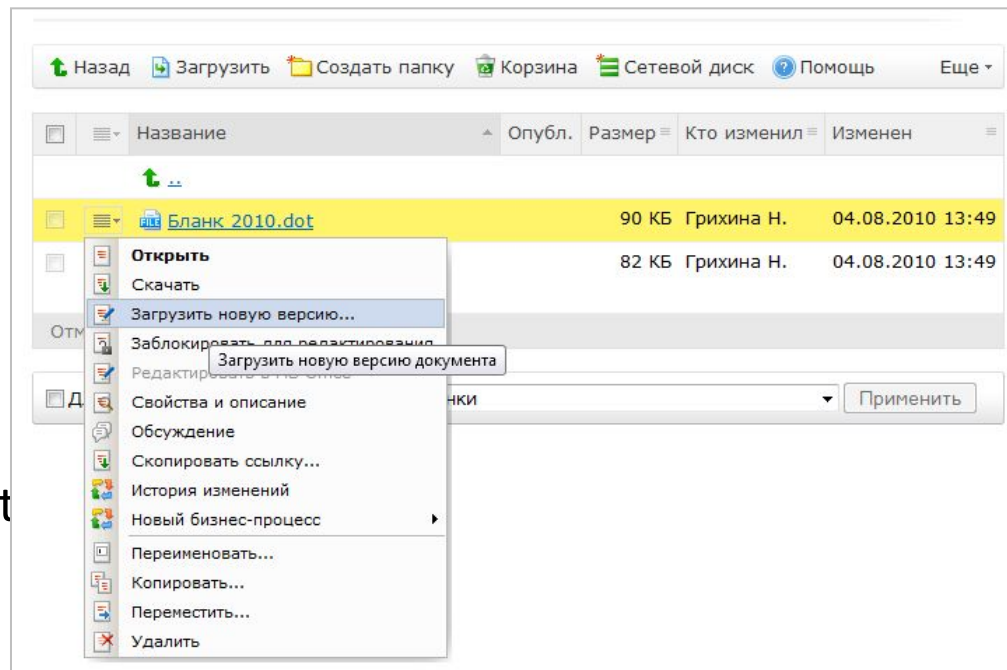 Назад Загрузить Создать папку Корзина Сетевой диск Помощь Еще
Название Опубл. Размер Кто изменил Изменен
..
FILE Бланк 2010.dot 90 КБ Грихина Н. 04.08.2010 13:49
Открыть 82 КБ Грихина Н. 04.08.2010 13:49
Скачать
Загрузить новую версию...
Отм
Заблокировать для редактирования
Загрузить новую версию документа
Свойства и описание
Применить
Обсуждение
Скопировать ссылку...
t
История изменений
Новый бизнес-процесс
Переименовать...
Копировать...
Переместить...
Удалить